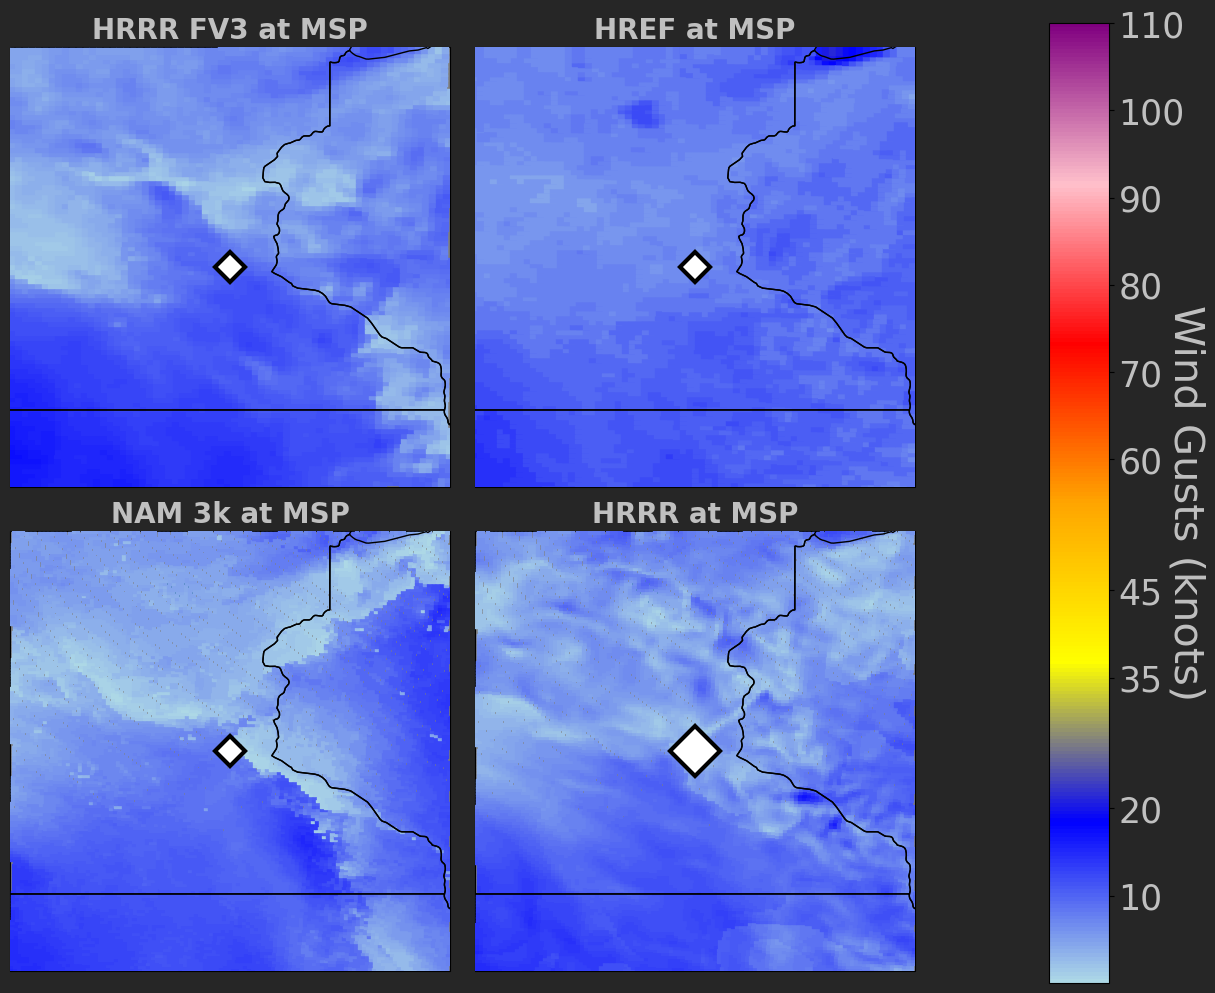 HRRR FV3 at MSP
HREF at MSP
NAM 3k at MSP
HRRR at MSP
110
100
90
80
70
60
45
35
20
10
Wind Gusts (knots)